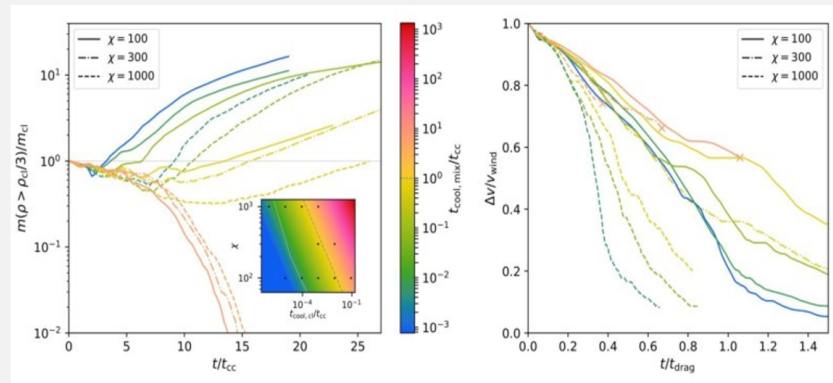 χ = 100
χ = 300
χ = 1000
10¹
10⁰
10⁻¹
10⁻²
m(ρ > ρcl/3)/mcl
0 5 10 15 20 25
t/tcc
10³
10²
χ
10⁻⁴ 10⁻¹
tcool,cl/tcc
10³
10²
10¹
10⁰
10⁻¹
10⁻²
10⁻³
tcool,mix/tcc
χ = 100
χ = 300
χ = 1000
1.0
0.8
0.6
0.4
0.2
0.0
Δv/vwind
0.0 0.2 0.4 0.6 0.8 1.0 1.2 1.4
t/tdrag